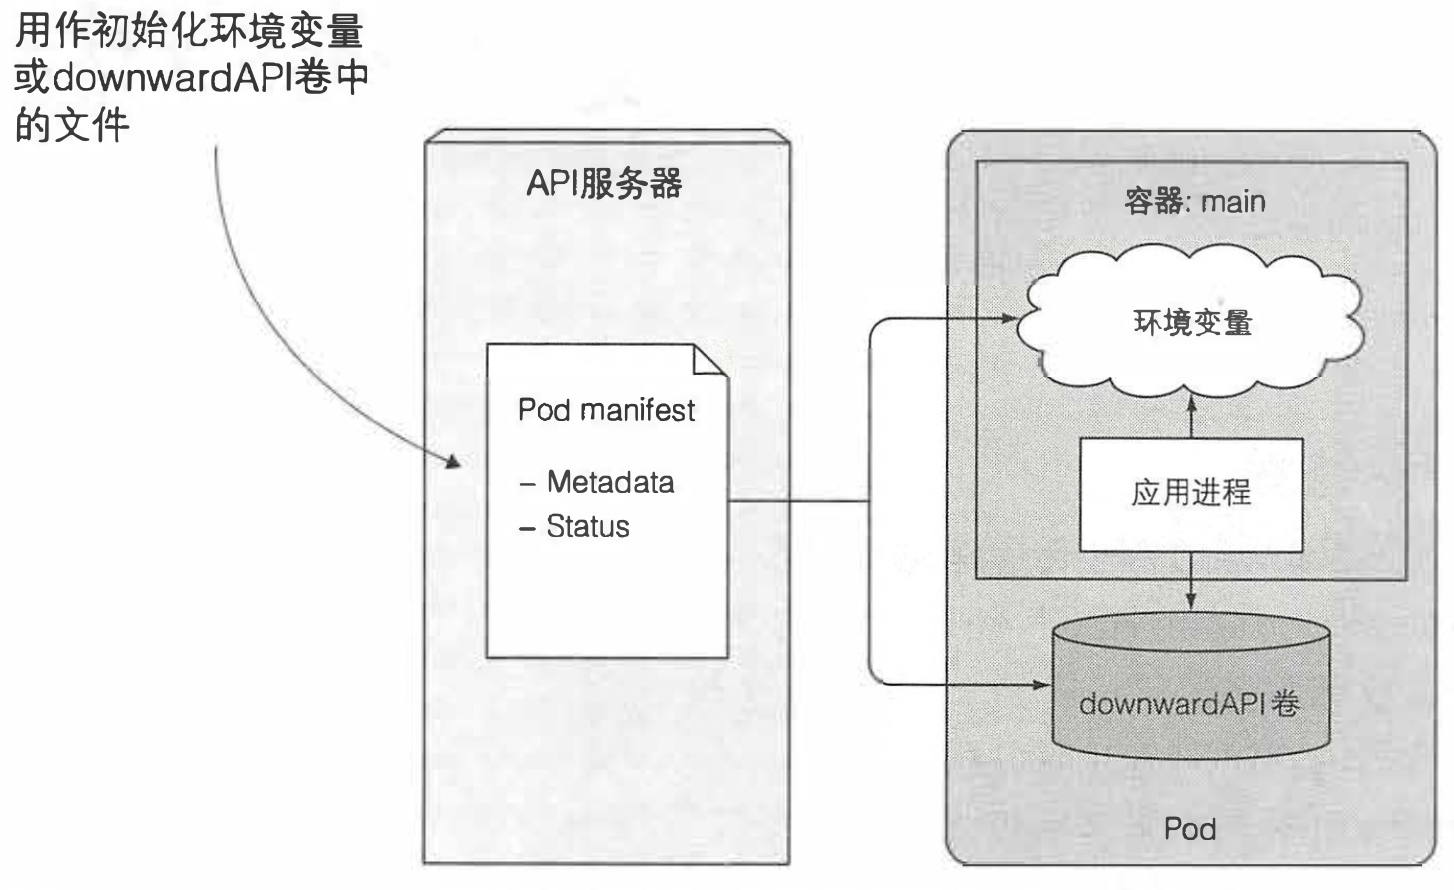 用作初始化环境变量
或downwardAPI卷中
的文件
API服务器
Pod manifest
– Metadata
– Status
容器: main
环境变量
应用进程
downwardAPI卷
Pod